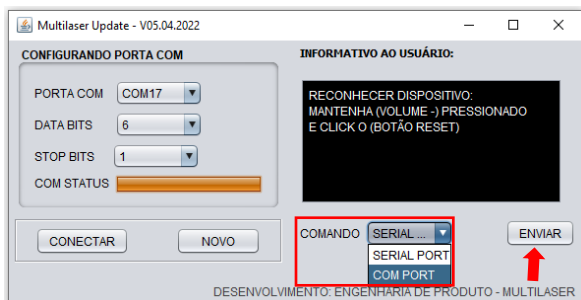 Multilaser Update - V05.04.2022
CONFIGURANDO PORTA COM
PORTA COM COM17
DATA BITS 6
STOP BITS 1
COM STATUS
CONECTAR NOVO
INFORMATIVO AO USUÁRIO:
RECONHECER DISPOSITIVO:
MANTENHA (VOLUME -) PRESSIONADO
E CLICK O (BOTÃO RESET)
COMANDO SERIAL ... ENVIAR
SERIAL PORT
COM PORT
DESENVOLVIMENTO: ENGENHARIA DE PRODUTO - MULTILASER